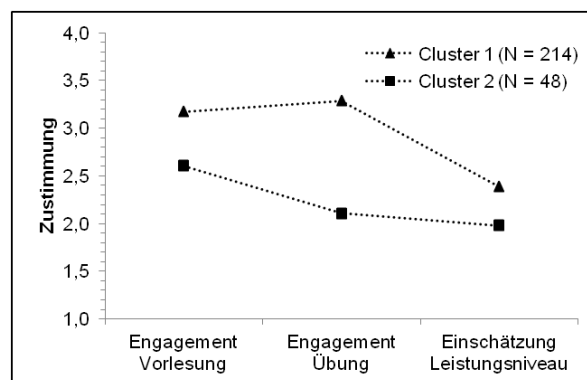 4,0
3,5
3,0
2,5
2,0
1,5
1,0
Zustimmung
Cluster 1 (N = 214)
Cluster 2 (N = 48)
Engagement
Vorlesung
Engagement
Übung
Einschätzung
Leistungsniveau